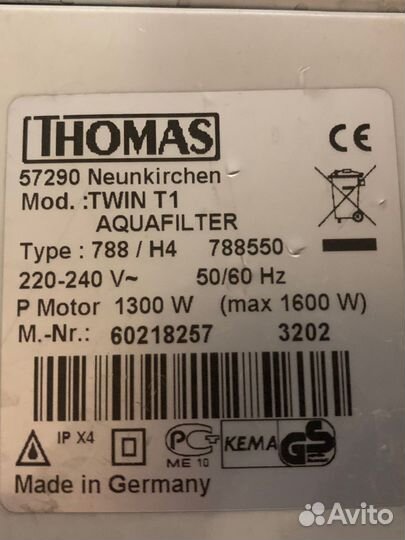 THOMAS
CE
57290 Neunkirchen
Mod. :TWIN T1
AQUAFILTER
Type : 788 / H4 788550
220-240 V~ 50/60 Hz
P Motor 1300 W (max 1600 W)
M.-Nr.: 60218257 3202
IP X4
РСТ
ME 10
KEMA
GS
Made in Germany
Avito